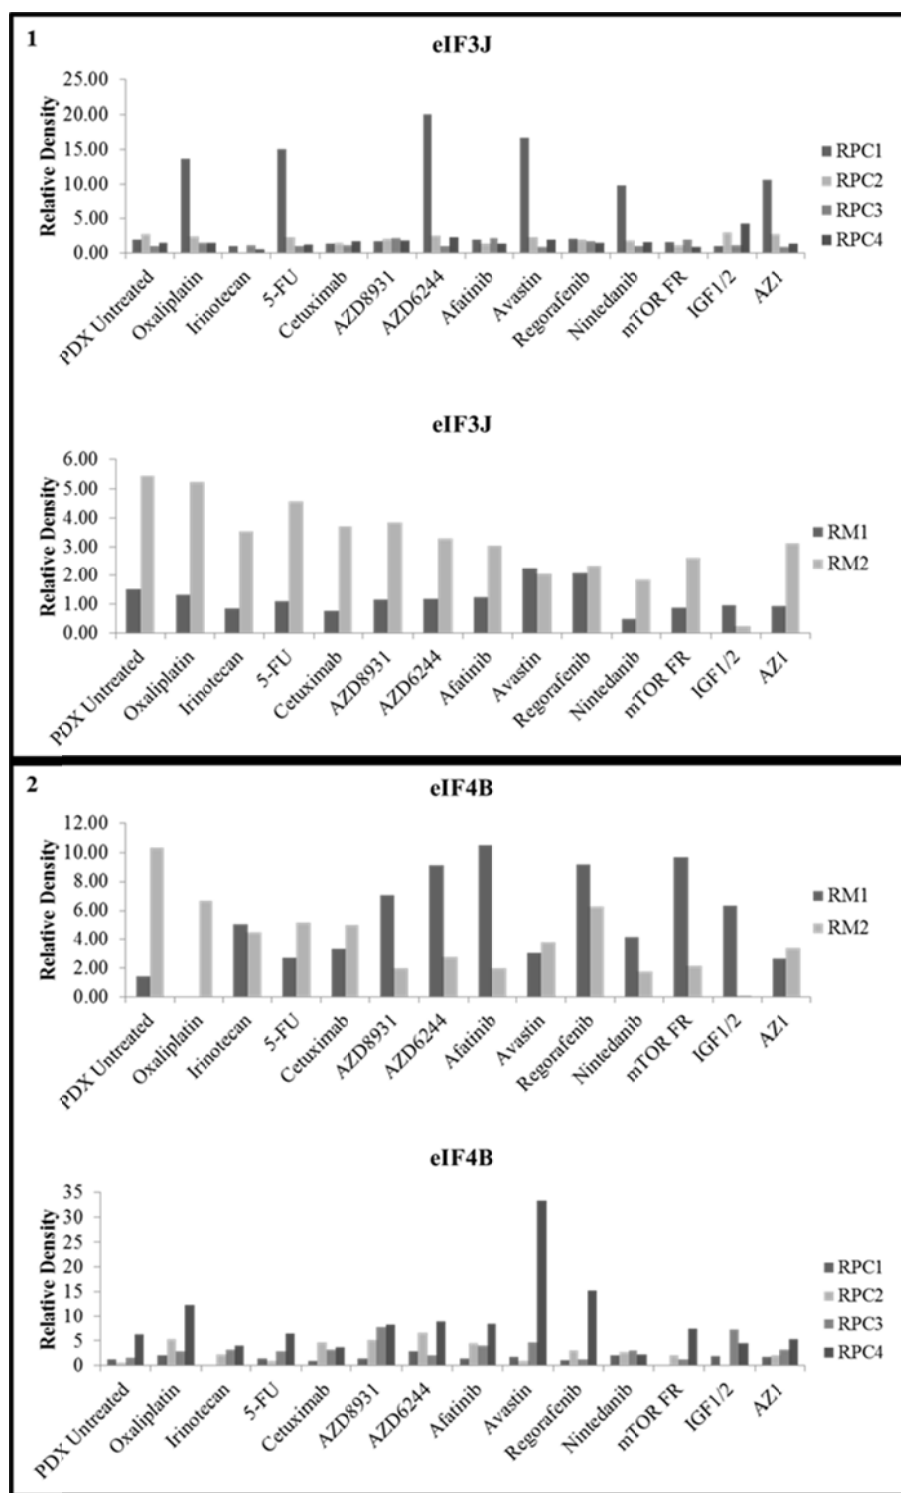 1
eIF3J
Relative Density
25.00
20.00
15.00
10.00
5.00
0.00
RPC1
RPC2
RPC3
RPC4
PDX Untreated
Oxaliplatin
Irinotecan
5-FU
Cetuximab
AZD8931
AZD6244
Afatinib
Avastin
Regorafenib
Nintedanib
mTOR FR
IGF1/2
AZ1
eIF3J
Relative Density
6.00
5.00
4.00
3.00
2.00
1.00
0.00
RM1
RM2
PDX Untreated
Oxaliplatin
Irinotecan
5-FU
Cetuximab
AZD8931
AZD6244
Afatinib
Avastin
Regorafenib
Nintedanib
mTOR FR
IGF1/2
AZ1
2
eIF4B
Relative Density
12.00
10.00
8.00
6.00
4.00
2.00
0.00
RM1
RM2
PDX Untreated
Oxaliplatin
Irinotecan
5-FU
Cetuximab
AZD8931
AZD6244
Afatinib
Avastin
Regorafenib
Nintedanib
mTOR FR
IGF1/2
AZ1
eIF4B
Relative Density
35
30
25
20
15
10
5
0
RPC1
RPC2
RPC3
RPC4
PDX Untreated
Oxaliplatin
Irinotecan
5-FU
Cetuximab
AZD8931
AZD6244
Afatinib
Avastin
Regorafenib
Nintedanib
mTOR FR
IGF1/2
AZ1